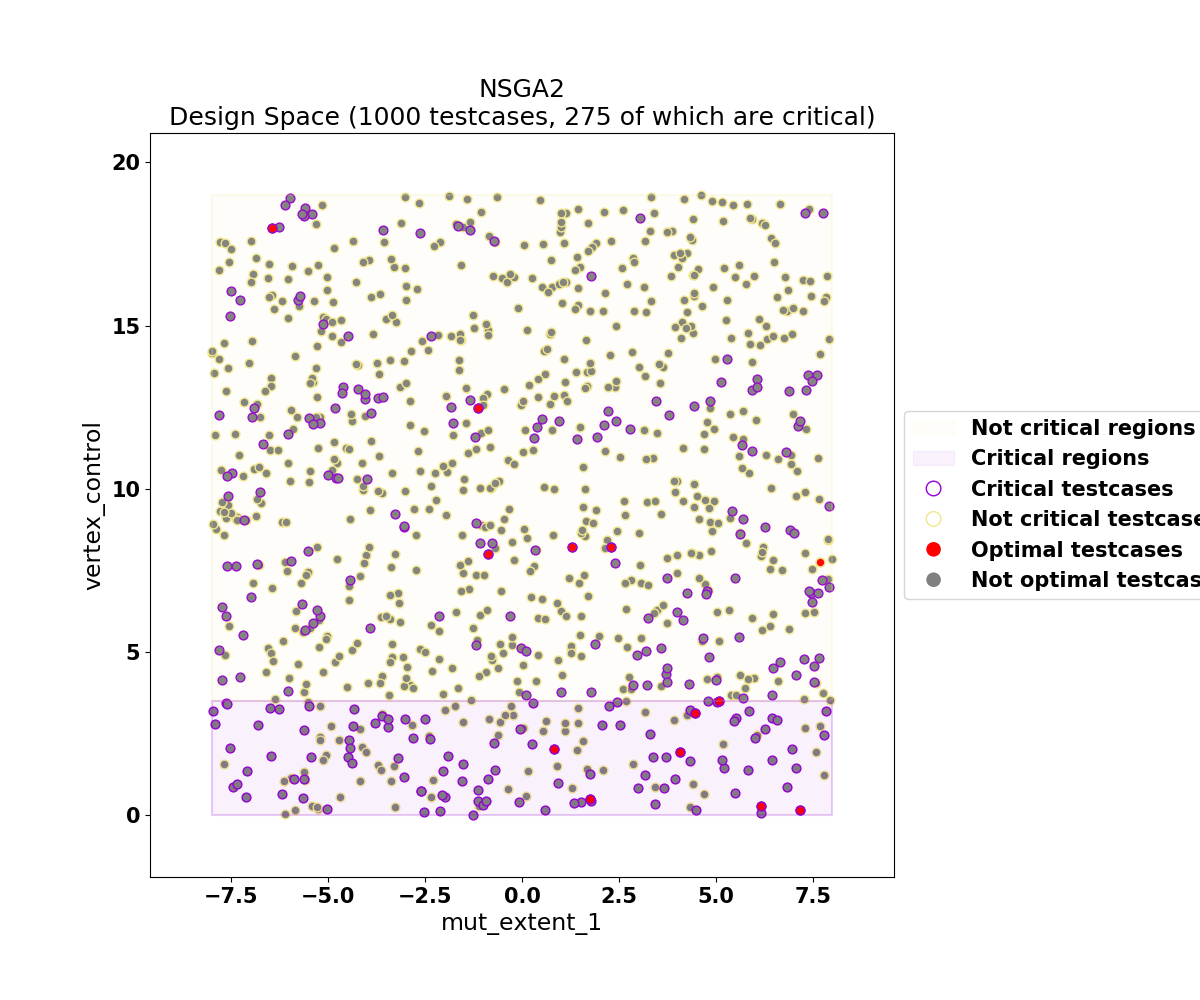 NSGA2
Design Space (1000 testcases, 275 of which are critical)
20
15
10
5
0
vertex_control
−7.5
−5.0
−2.5
0.0
2.5
5.0
7.5
mut_extent_1
Not critical regions
Critical regions
Critical testcases
Not critical testcase
Optimal testcases
Not optimal testcas